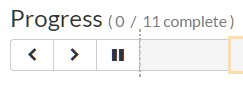 Progress (0 / 11 complete)